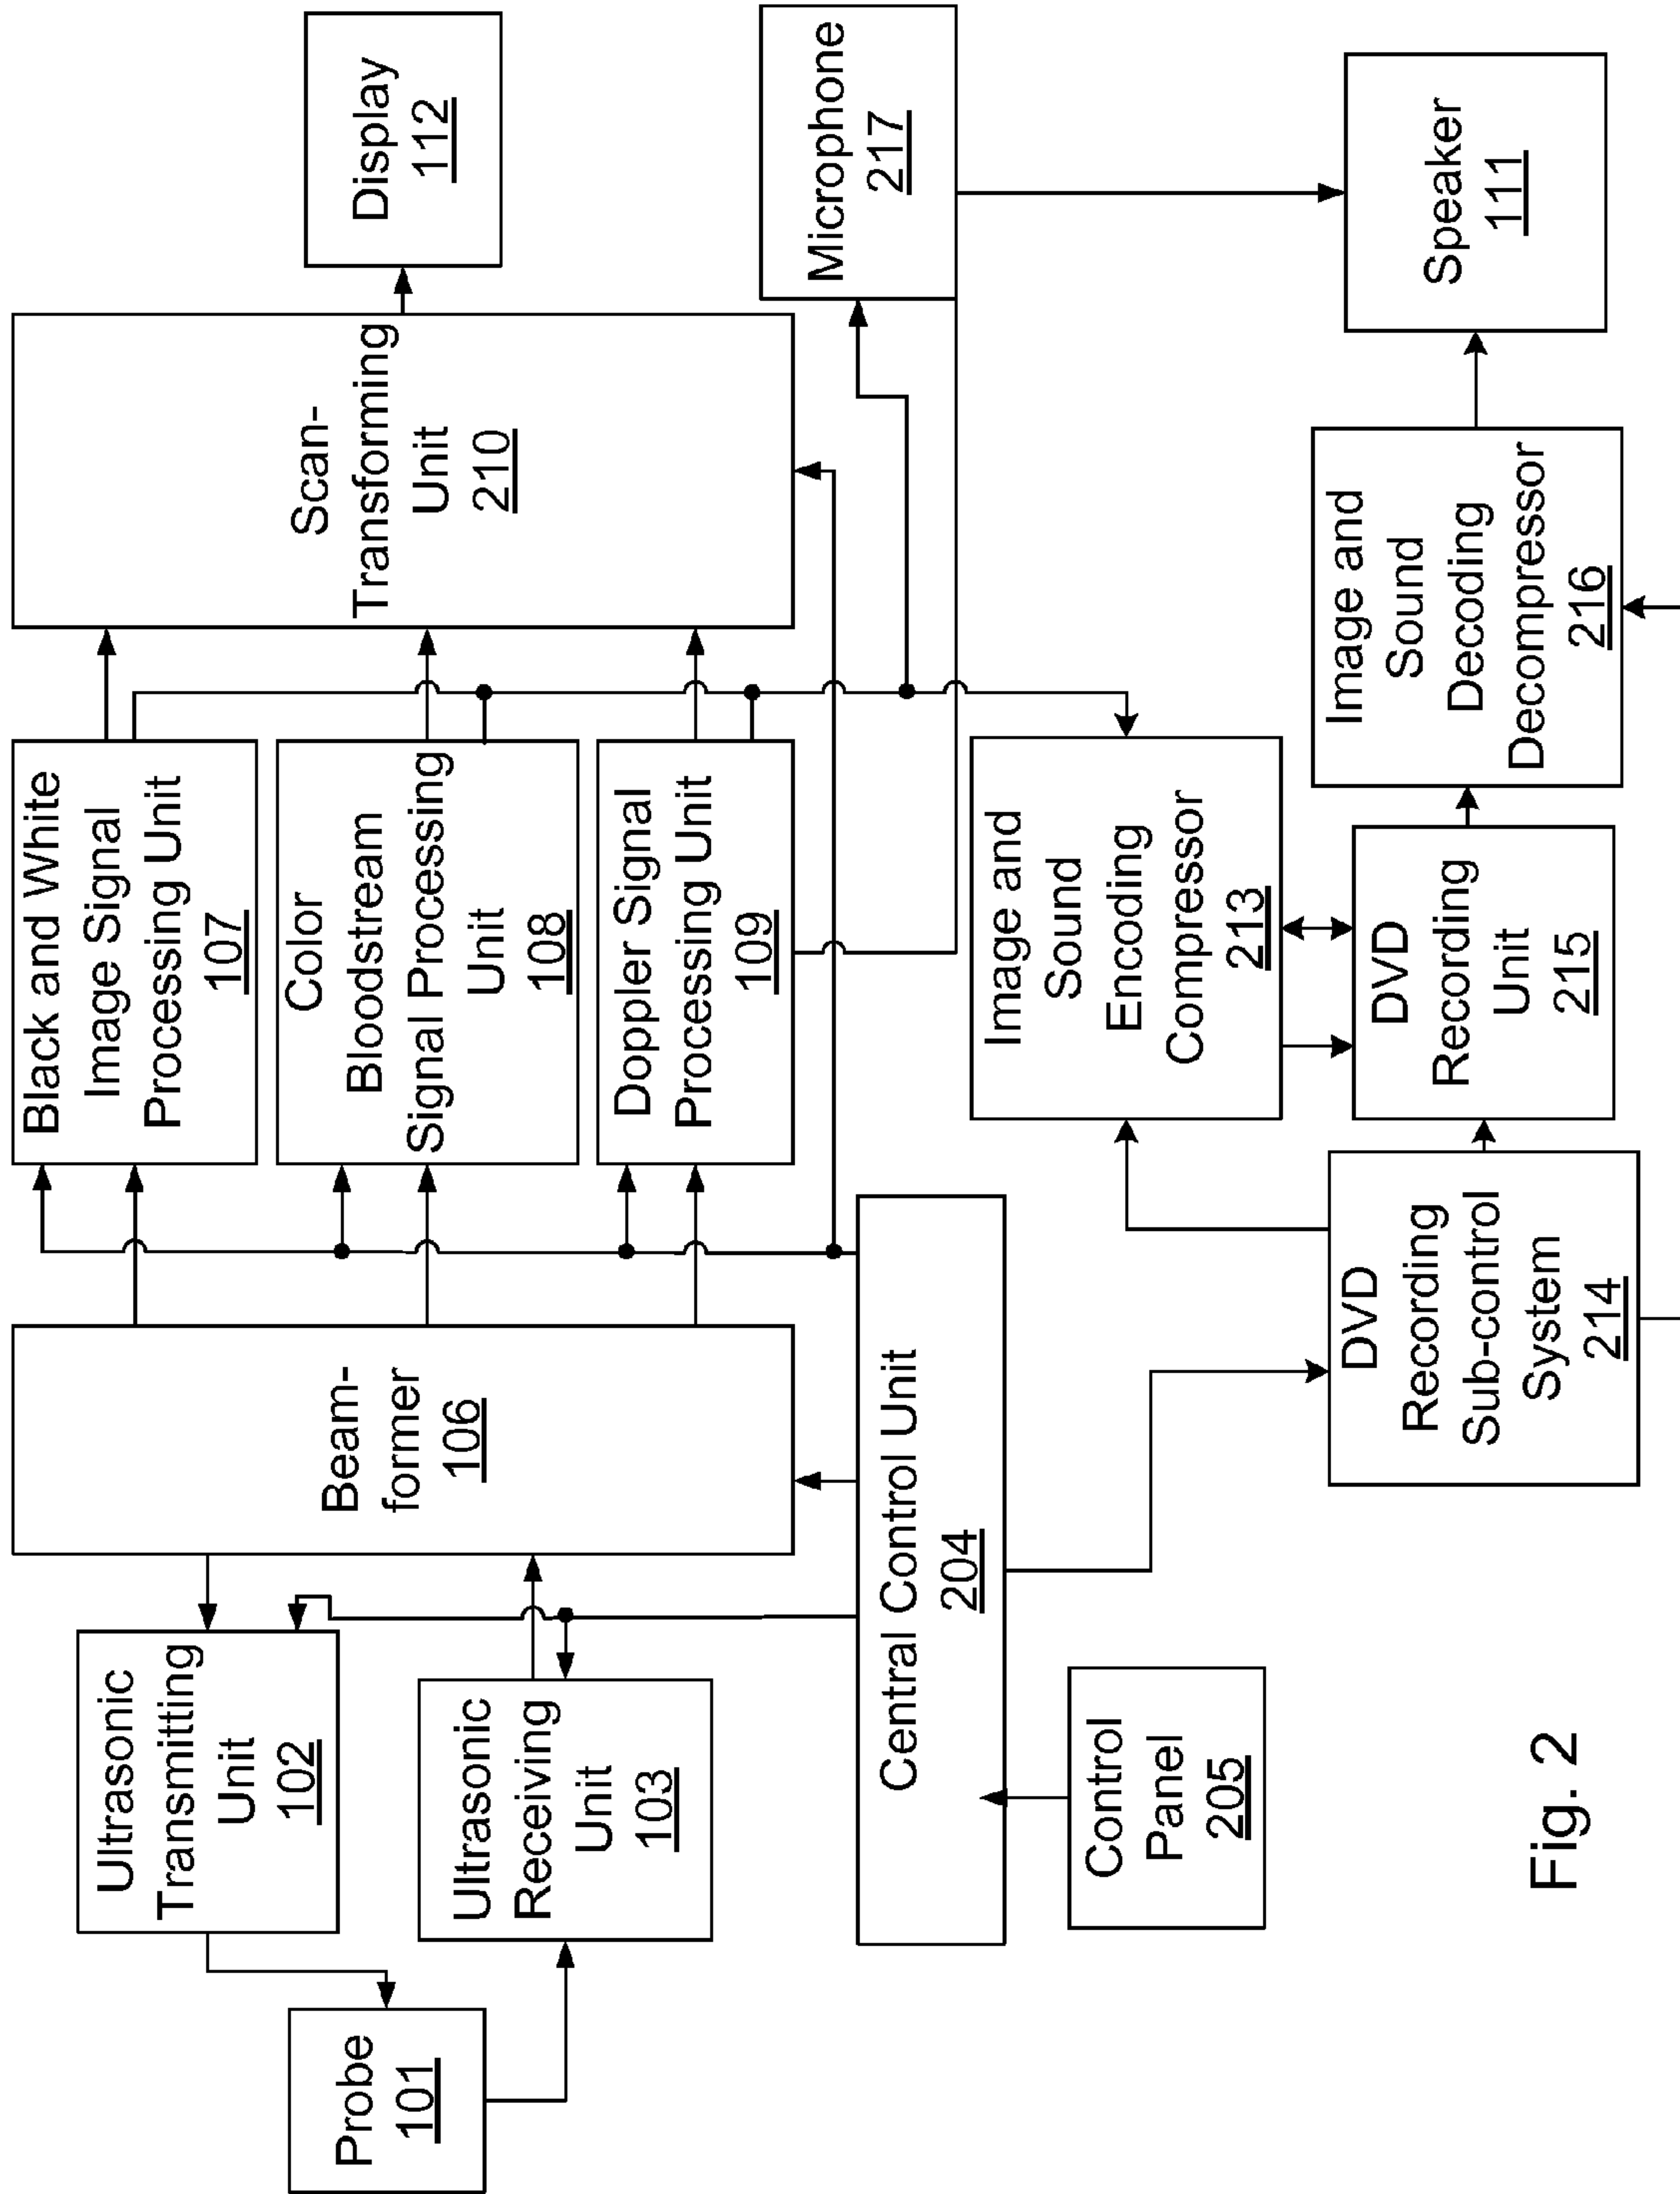 Probe
101
Ultrasonic
Transmitting
Unit
102
Ultrasonic
Receiving
Unit
103
Beam-
former
106
Black and White
Image Signal
Processing Unit
107
Color
Bloodstream
Signal Processing
Unit
108
Doppler Signal
Processing Unit
109
Scan-
Transforming
Unit
210
Display
112
Central Control Unit
204
Control
Panel
205
Microphone
217
Image and
Sound
Encoding
Compressor
213
DVD
Recording
Sub-control
System
214
DVD
Recording
Unit
215
Image and
Sound
Decoding
Decompressor
216
Speaker
111
Fig. 2